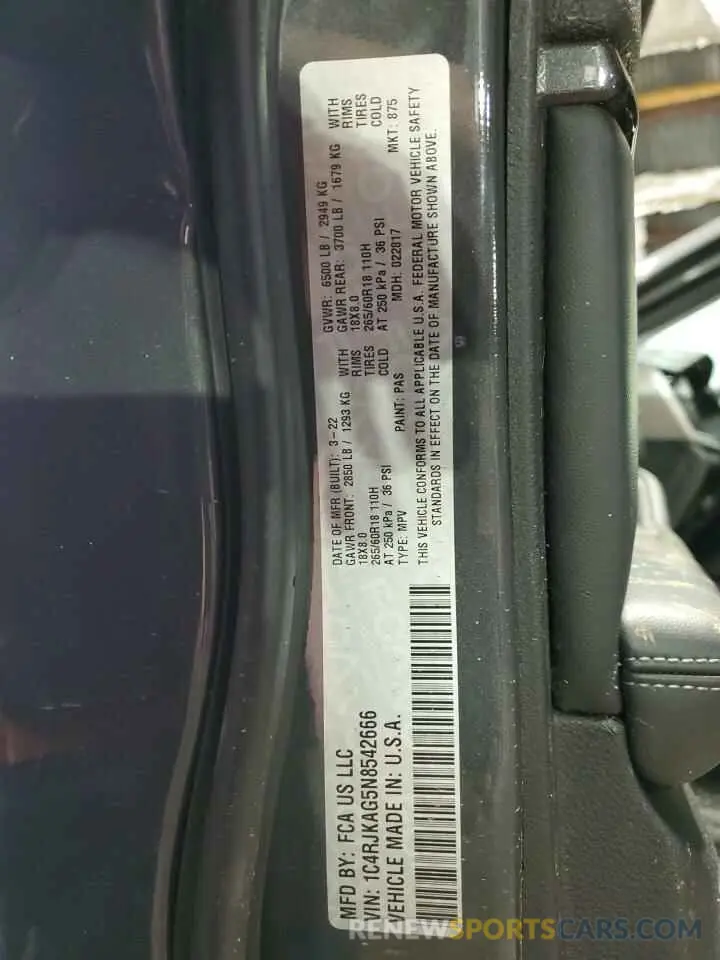 MFD BY: FCA US LLC
VIN: 1C4RJKAG5N8542666
VEHICLE MADE IN: U.S.A.
DATE OF MFR (BUILT): 3-22 GVWR: 6500 LB / 2949 KG
GAWR FRONT: 2850 LB / 1293 KG WITH GAWR REAR: 3700 LB / 1679 KG WITH
18X8.0 RIMS 18X8.0 RIMS
265/60R18 110H TIRES 265/60R18 110H TIRES
AT 250 kPa / 36 PSI COLD AT 250 kPa / 36 PSI COLD
TYPE: MPV PAINT: PAS MDH: 022817 MKT: 875
THIS VEHICLE CONFORMS TO ALL APPLICABLE U.S.A. FEDERAL MOTOR VEHICLE SAFETY
STANDARDS IN EFFECT ON THE DATE OF MANUFACTURE SHOWN ABOVE.
RENEWSPORTSCARS.COM